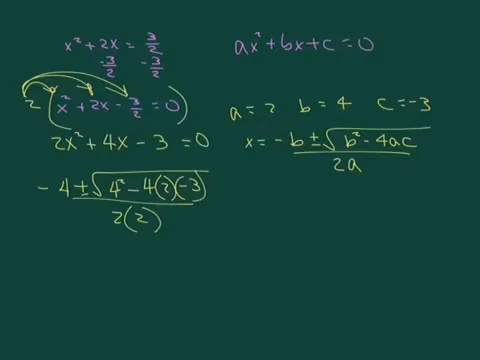 x² + 2x = 3/2
-3/2 -3/2
2(x² + 2x - 3/2 = 0)
2x² + 4x - 3 = 0
-4 ± √(4² - 4(2)(-3))
2(2)
ax² + bx + c = 0
a = 2 b = 4 c = -3
x = -b ± √(b² - 4ac)
2a